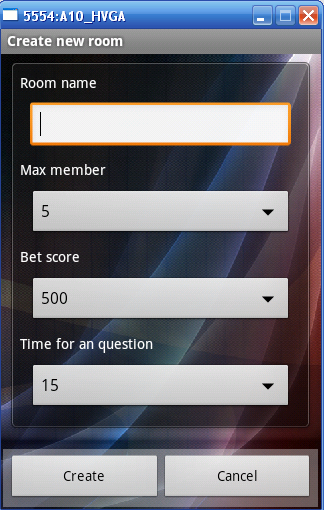 5554:A10_HVGA
Create new room
Room name
Max member
5
Bet score
500
Time for an question
15
Create
Cancel